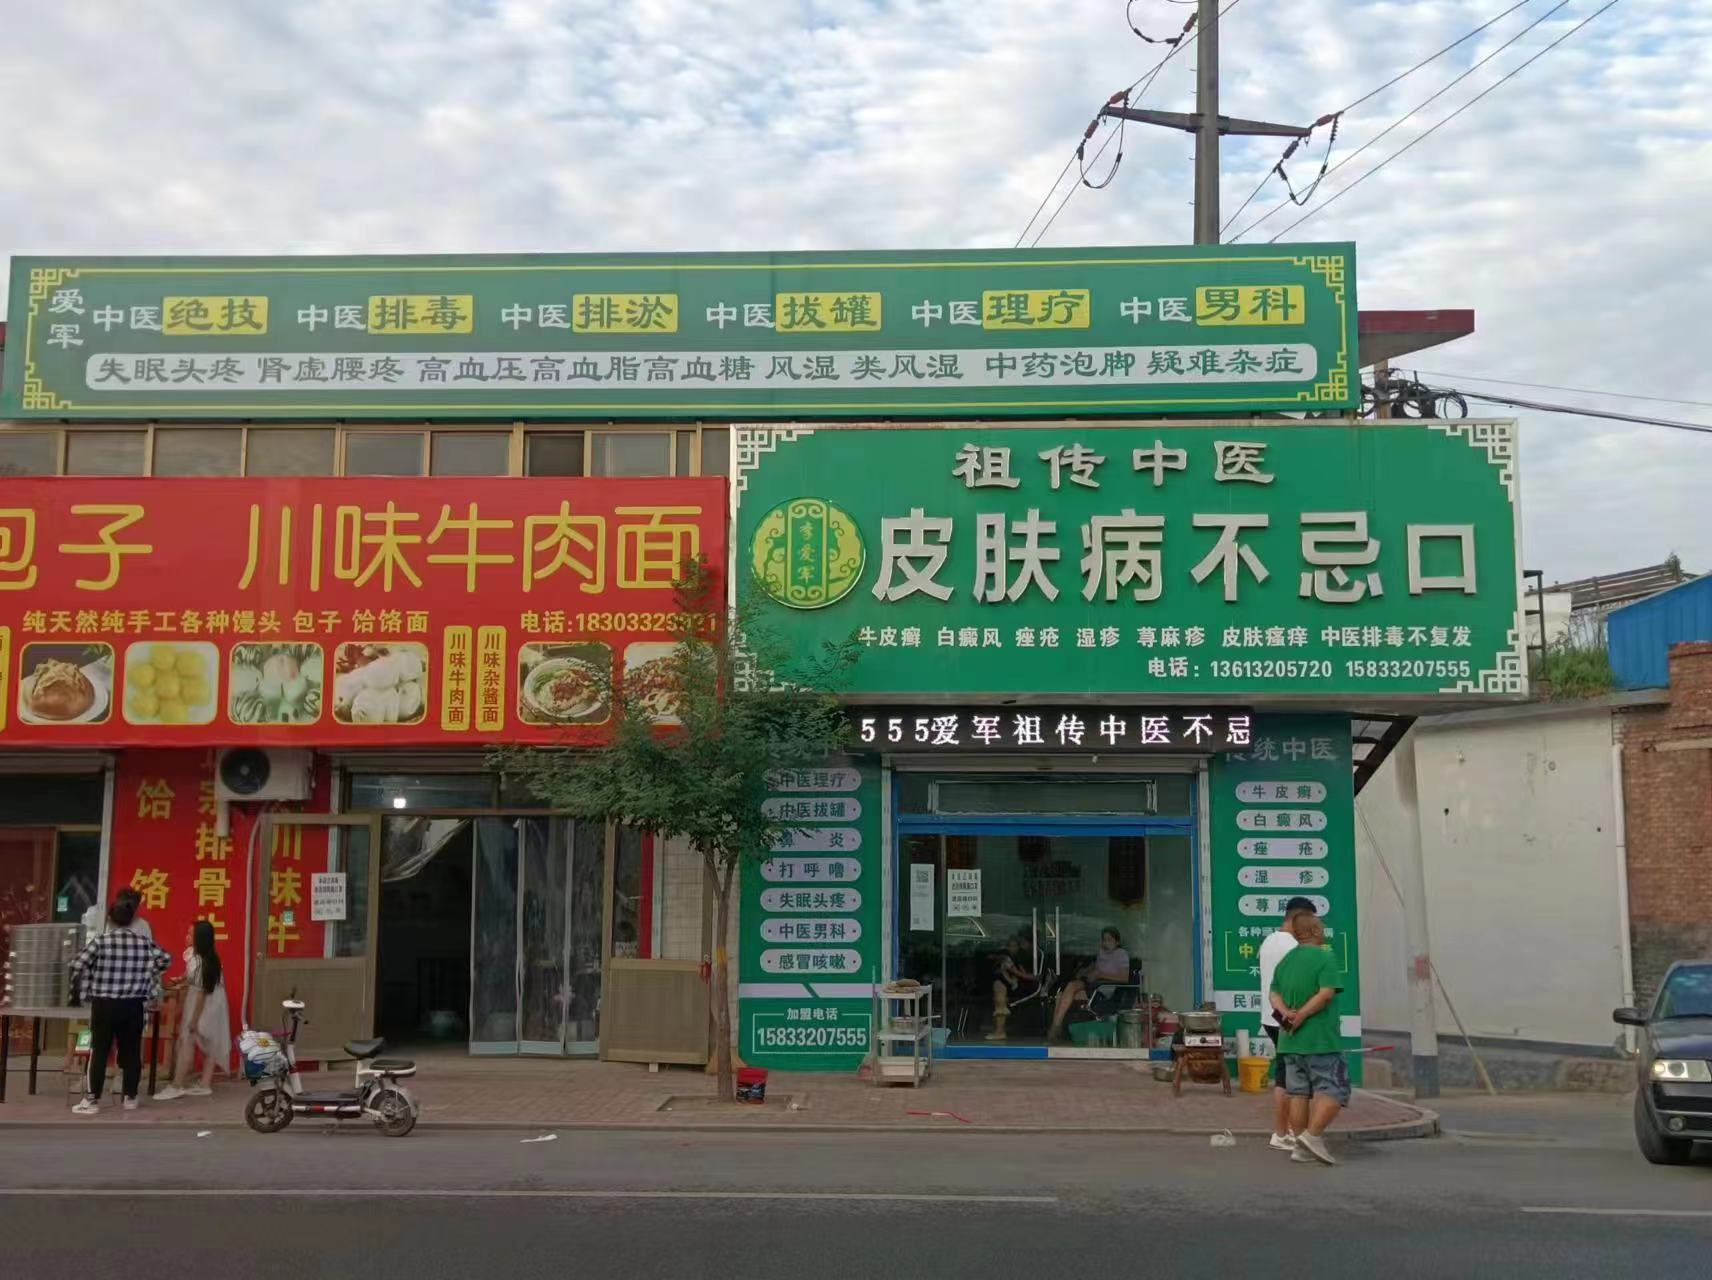 爱军
中医绝技 中医排毒 中医排淤 中医拔罐 中医理疗 中医男科
失眠头疼 肾虚腰疼 高血压高血脂高血糖 风湿 类风湿 中药泡脚 疑难杂症
包子 川味牛肉面
纯天然纯手工各种馒头 包子 饸饹面
川味牛肉面
川味杂酱面
祖传中医
李爱军
皮肤病不忌口
牛皮癣 白癜风 痤疮 湿疹 荨麻疹 皮肤瘙痒 中医排毒不复发
电话: 13613205720 15833207555
555爱军祖传中医不忌
中医理疗
中医拔罐
鼻炎
打呼噜
失眠头疼
中医男科
感冒咳嗽
加盟电话
15833207555
传统中医
牛皮癣
白癜风
痤疮
湿疹
荨麻
民间
饸饹
排骨
川味牛